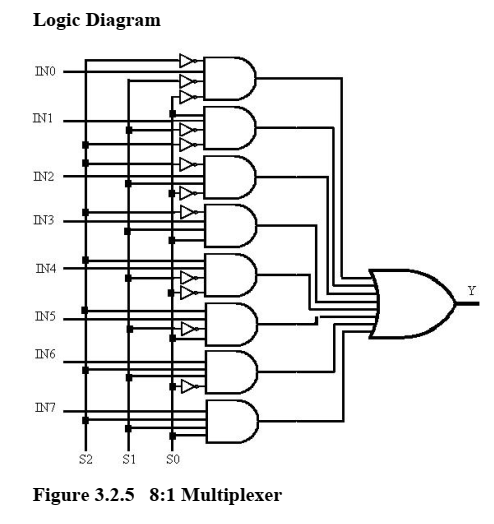 Logic Diagram
IN0
IN1
IN2
IN3
IN4
IN5
IN6
IN7
Y
S2 S1 S0
Figure 3.2.5 8:1 Multiplexer